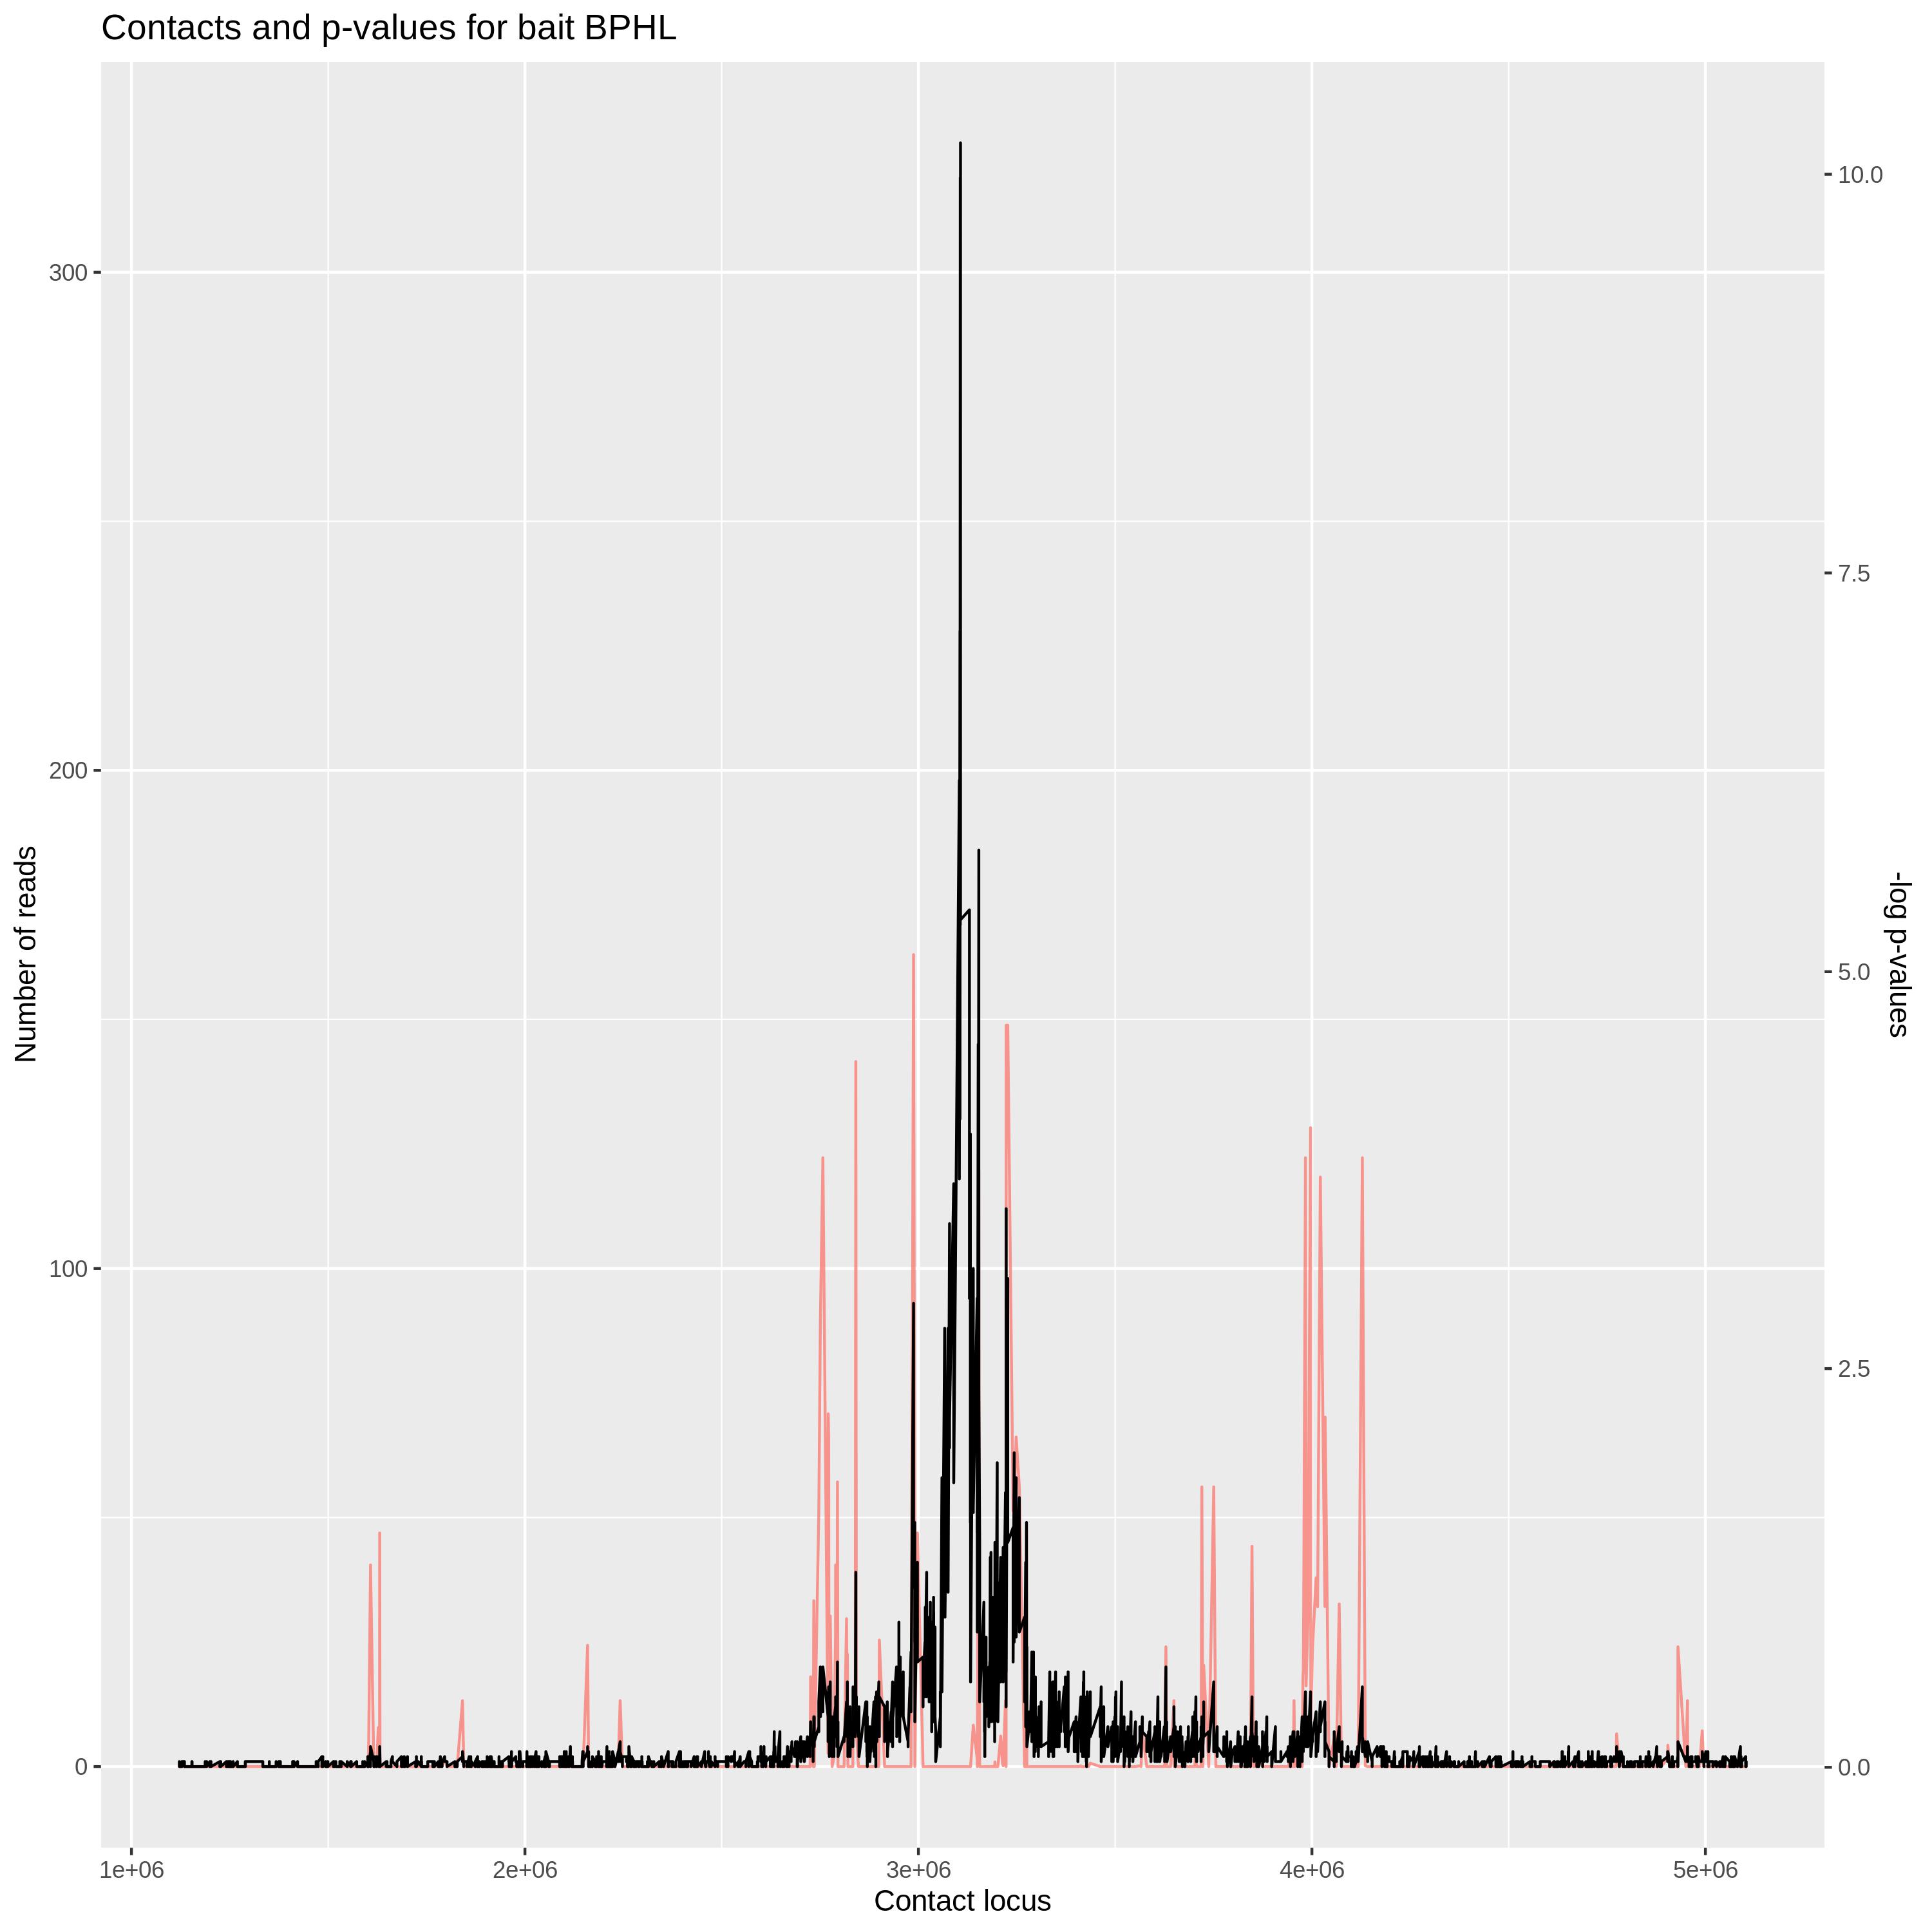 Contacts and p-values for bait BPHL
300
200
100
0
Number of reads
10.0
7.5
5.0
2.5
0.0
-log p-values
1e+06
2e+06
3e+06
4e+06
5e+06
Contact locus